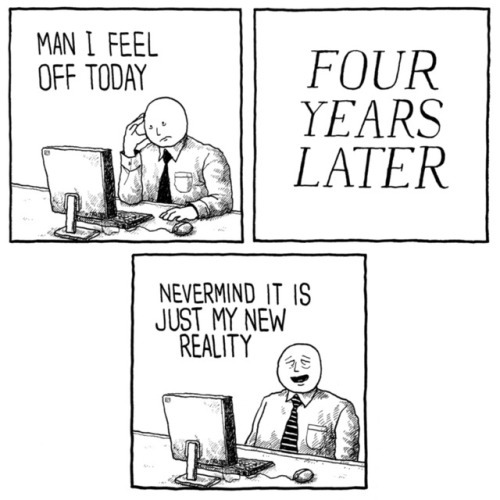 MAN I FEEL
OFF TODAY
FOUR
YEARS
LATER
NEVERMIND IT IS
JUST MY NEW
REALITY